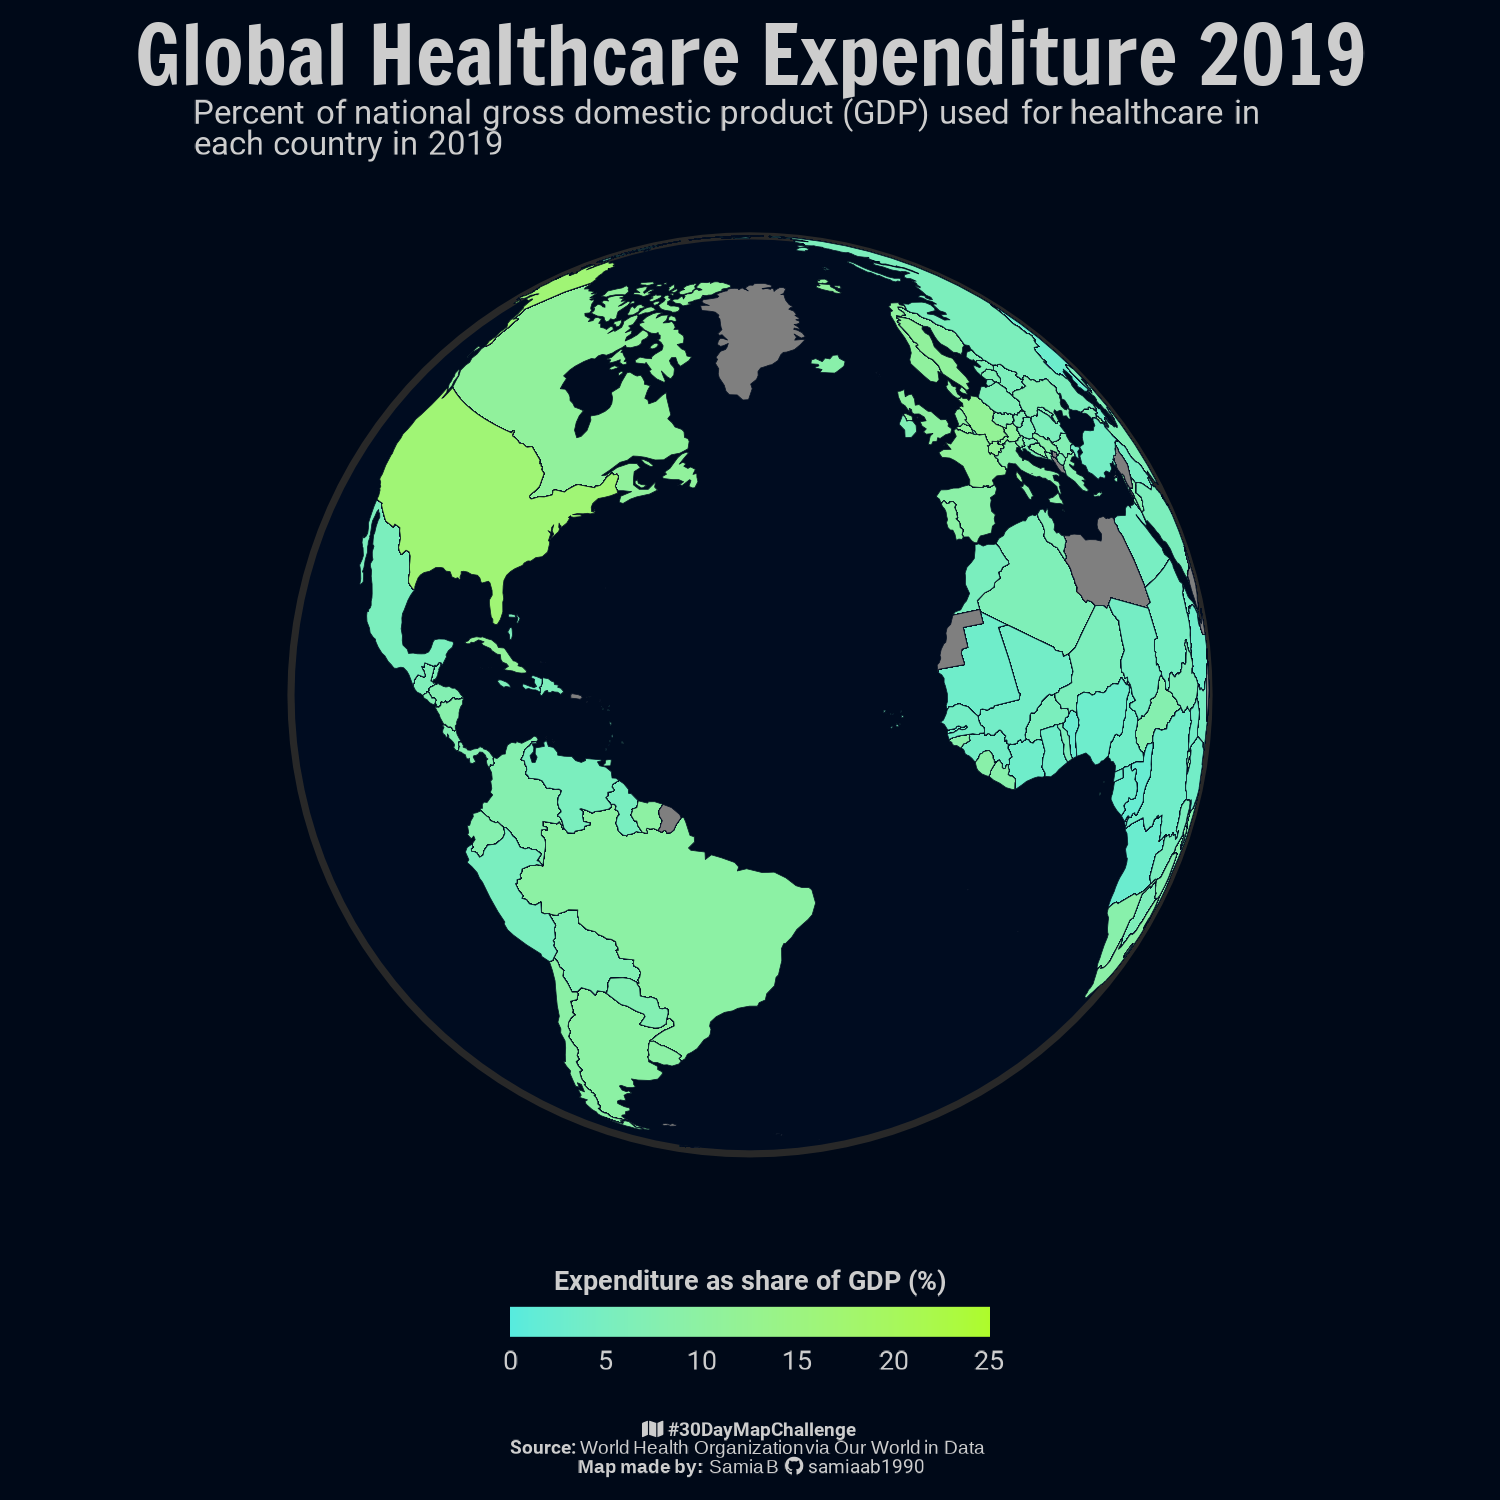 Global Healthcare Expenditure 2019
Percent of national gross domestic product (GDP) used for healthcare in
each country in 2019
Expenditure as share of GDP (%)
0 5 10 15 20 25
#30DayMapChallenge
Source: World Health Organization via Our World in Data
Map made by: Samia B samiaab1990